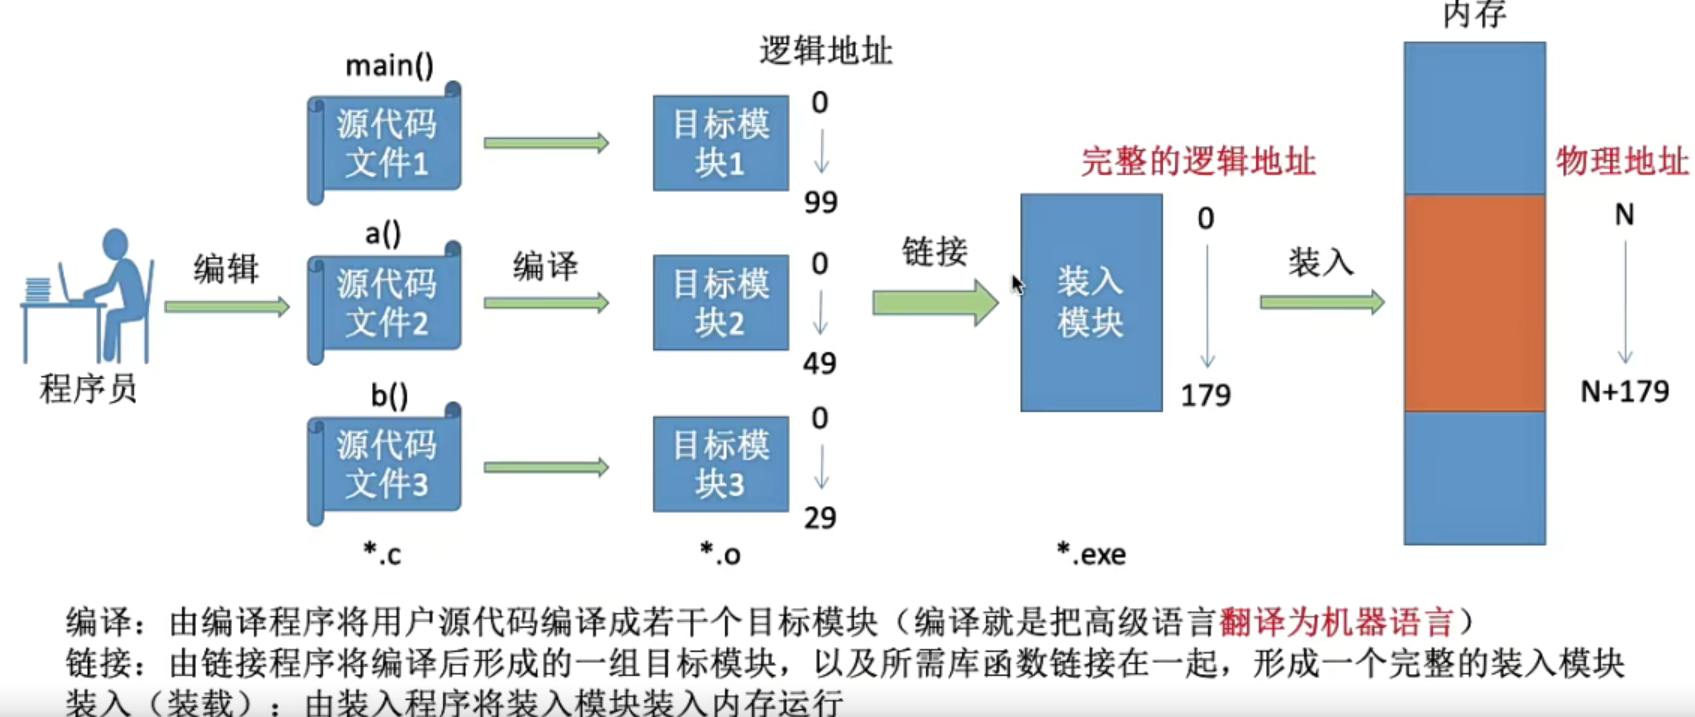 内存
逻辑地址
main()
源代码
文件1
目标模
块1
0
99
完整的逻辑地址
物理地址
a()
源代码
文件2
目标模
块2
0
49
编辑
编译
链接
装入
模块
0
179
装入
N
N+179
程序员
b()
源代码
文件3
目标模
块3
0
29
*.c
*.o
*.exe
编译：由编译程序将用户源代码编译成若干个目标模块（编译就是把高级语言翻译为机器语言）
链接：由链接程序将编译后形成的一组目标模块，以及所需库函数链接在一起，形成一个完整的装入模块
装入（装载）：由装入程序将装入模块装入内存运行